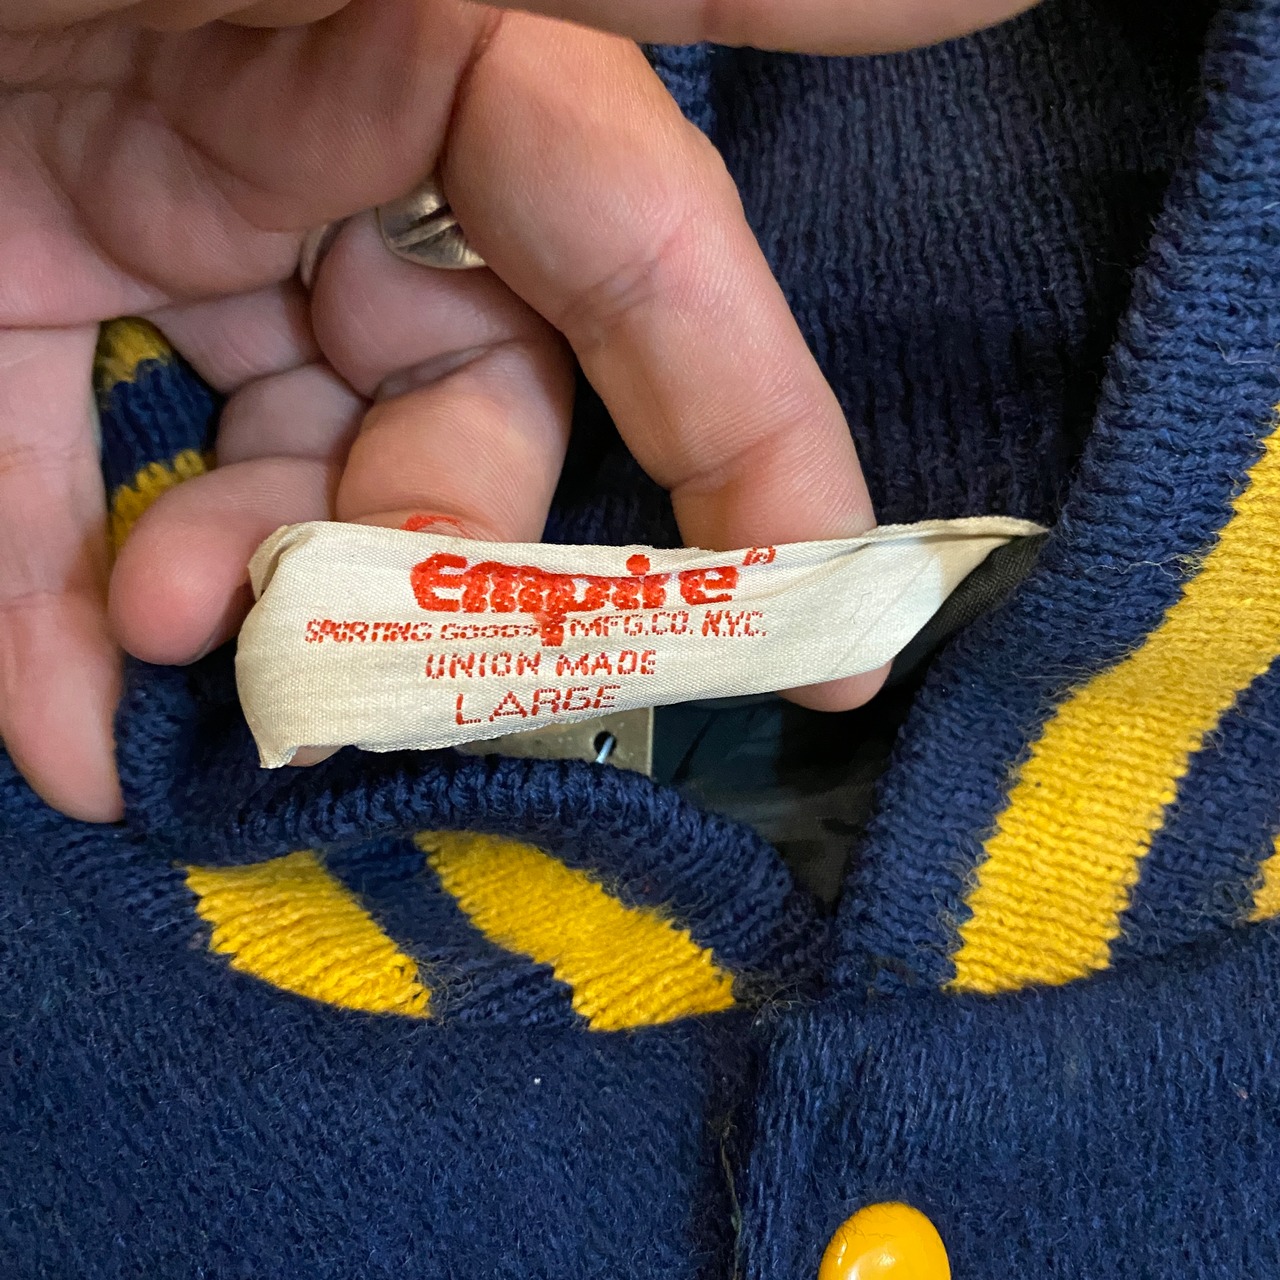 Empire®
SPORTING GOODS MFG.CO. N.Y.C.
UNION MADE
LARGE